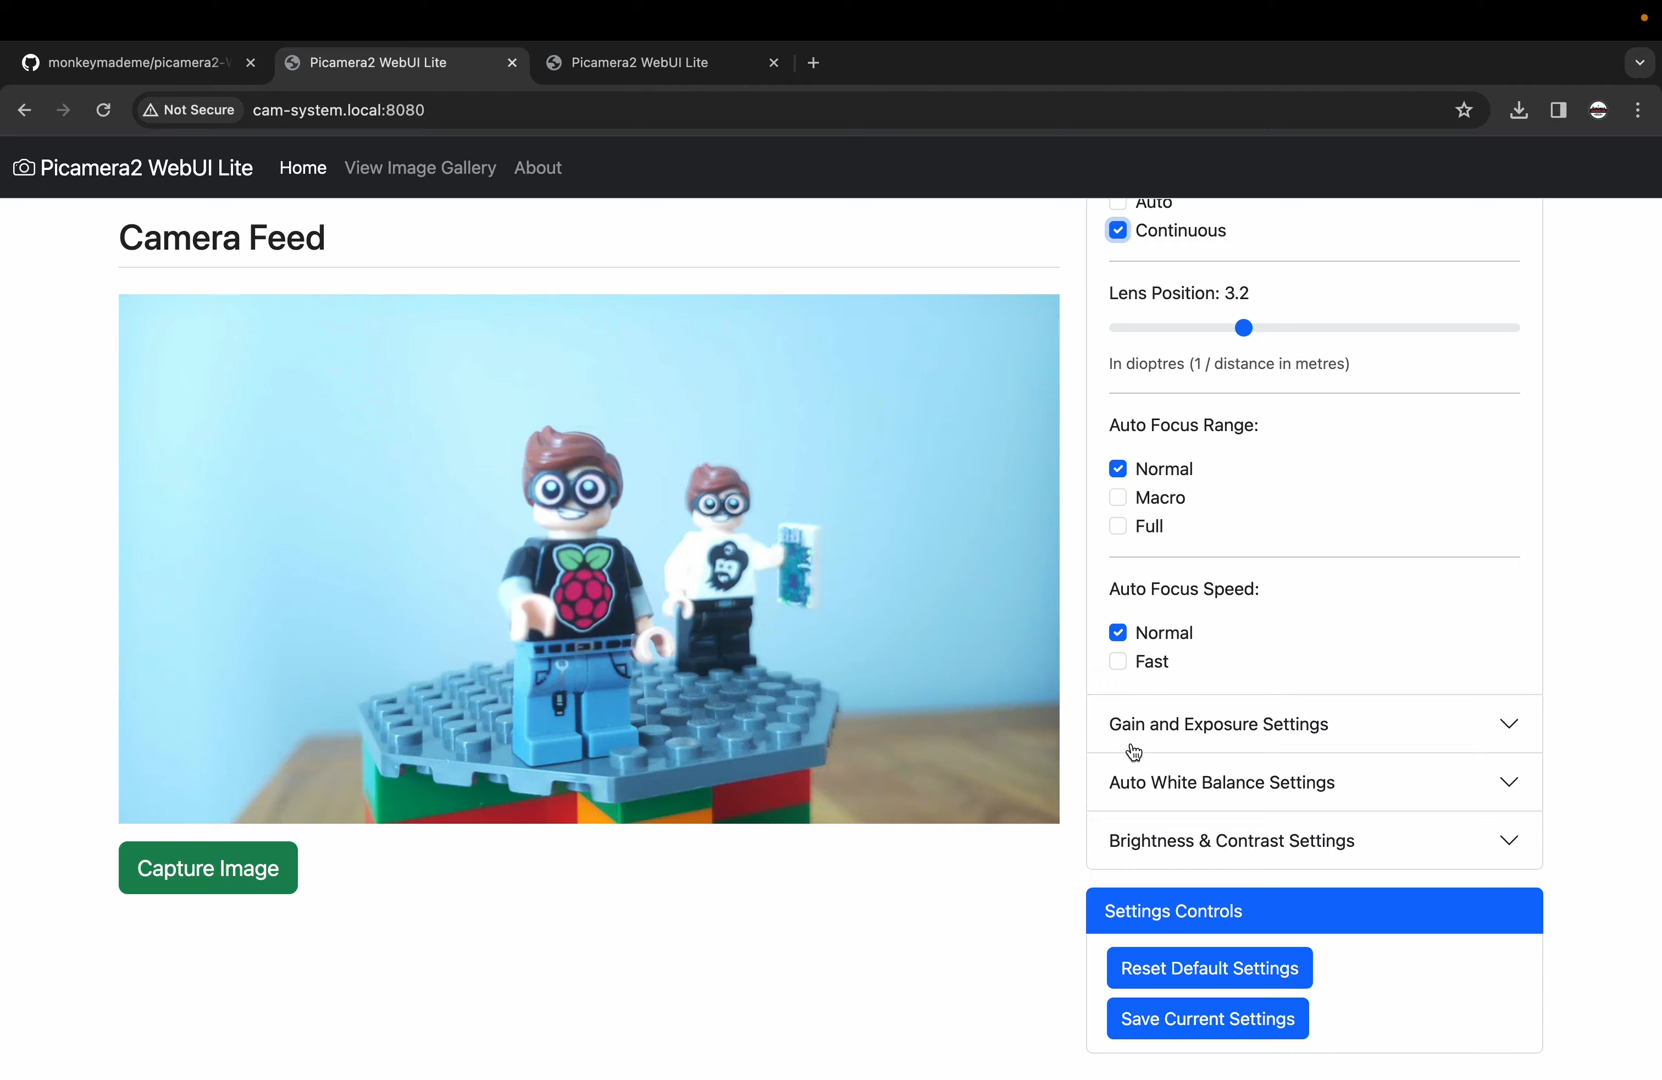 monkeymademe/picamera2-
Picamera2 WebUI Lite
Picamera2 WebUI Lite
Not Secure
cam-system.local:8080
Picamera2 WebUI Lite
Home
View Image Gallery
About
Camera Feed
Auto
Continuous
Lens Position: 3.2
In dioptres (1 / distance in metres)
Auto Focus Range:
Normal
Macro
Full
Auto Focus Speed:
Normal
Fast
Gain and Exposure Settings
Auto White Balance Settings
Brightness & Contrast Settings
Capture Image
Settings Controls
Reset Default Settings
Save Current Settings